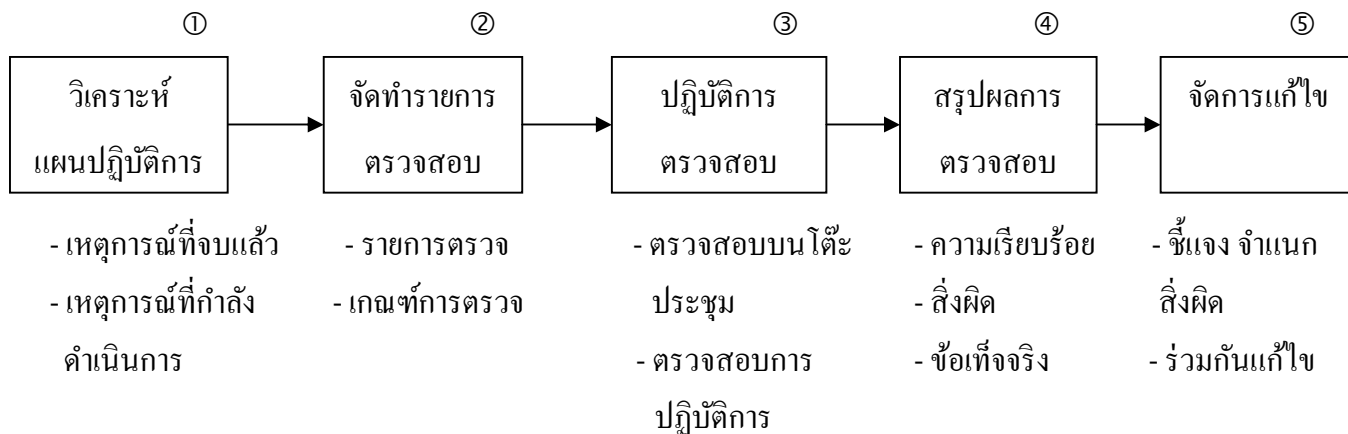 ①
วิเคราะห์
แผนปฏิบัติการ
- เหตุการณ์ที่จบแล้ว
- เหตุการณ์ที่กำลัง
ดำเนินการ
②
จัดทำรายการ
ตรวจสอบ
- รายการตรวจ
- เกณฑ์การตรวจ
③
ปฏิบัติการ
ตรวจสอบ
- ตรวจสอบบนโต๊ะ
ประชุม
- ตรวจสอบการ
ปฏิบัติการ
④
สรุปผลการ
ตรวจสอบ
- ความเรียบร้อย
- สิ่งผิด
- ข้อเท็จจริง
⑤
จัดการแก้ไข
- ชี้แจง จำแนก
สิ่งผิด
- ร่วมกันแก้ไข